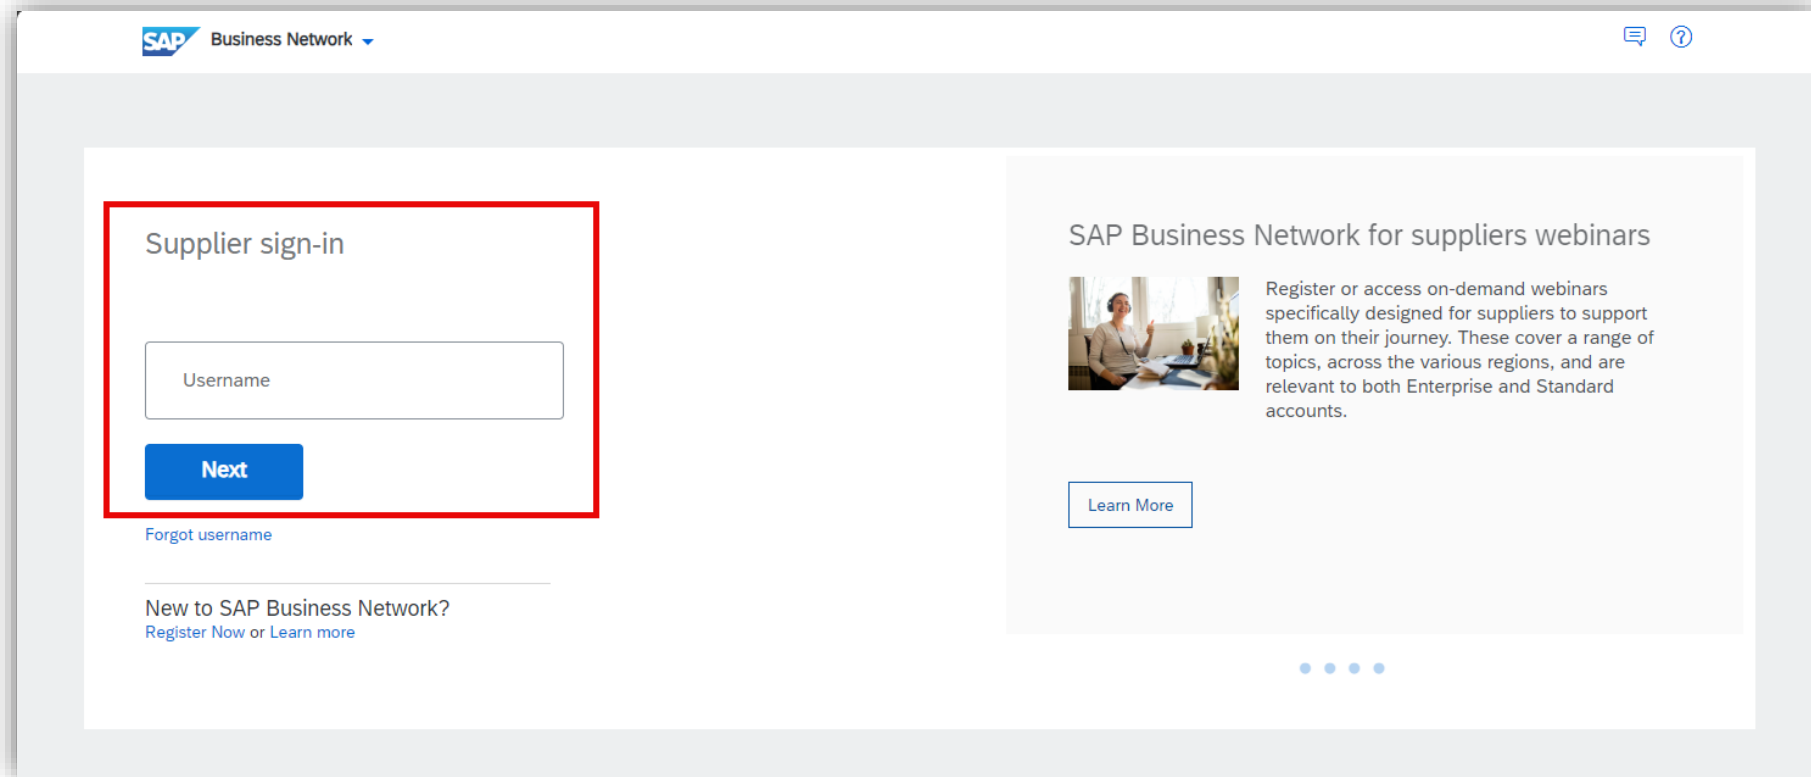 SAP Business Network
Supplier sign-in
Username
Next
Forgot username
New to SAP Business Network?
Register Now or Learn more
SAP Business Network for suppliers webinars
Register or access on-demand webinars
specifically designed for suppliers to support
them on their journey. These cover a range of
topics, across the various regions, and are
relevant to both Enterprise and Standard
accounts.
Learn More